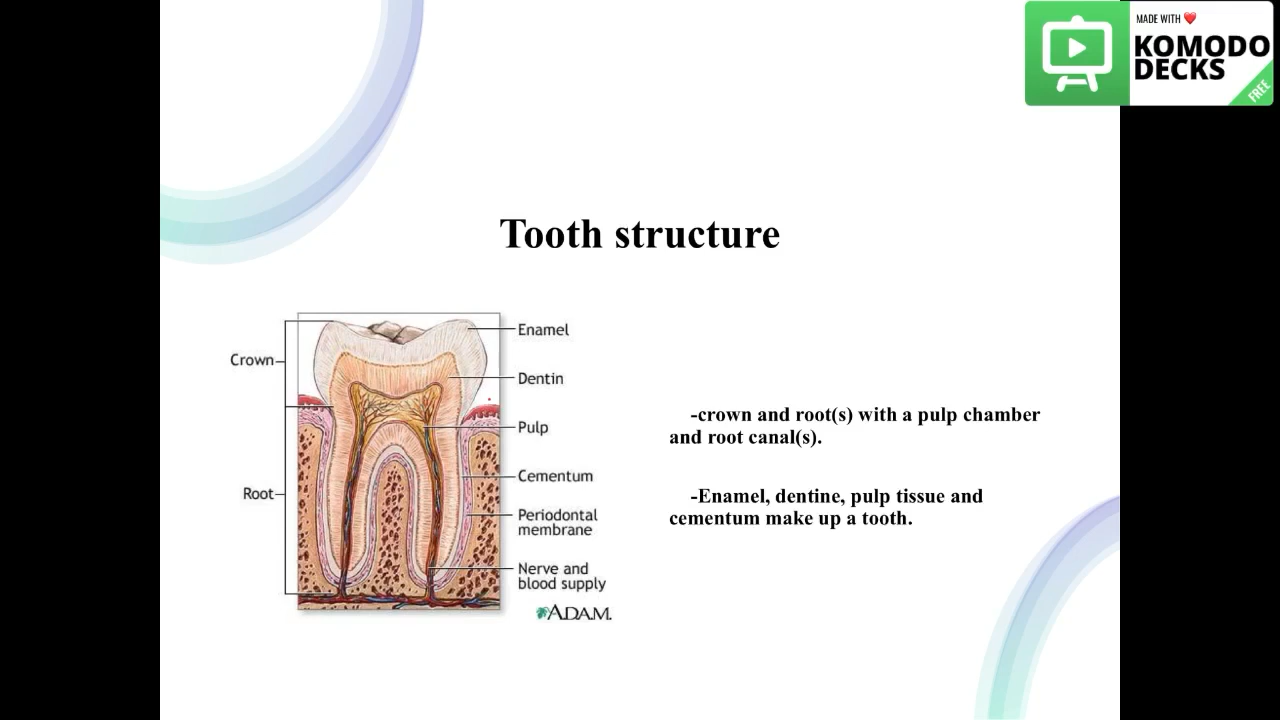 MADE WITH ❤️
KOMODO
DECKS
FREE
Tooth structure
Crown
Root
Enamel
Dentin
Pulp
Cementum
Periodontal
membrane
Nerve and
blood supply
A.D.A.M.
-crown and root(s) with a pulp chamber
and root canal(s).
-Enamel, dentine, pulp tissue and
cementum make up a tooth.